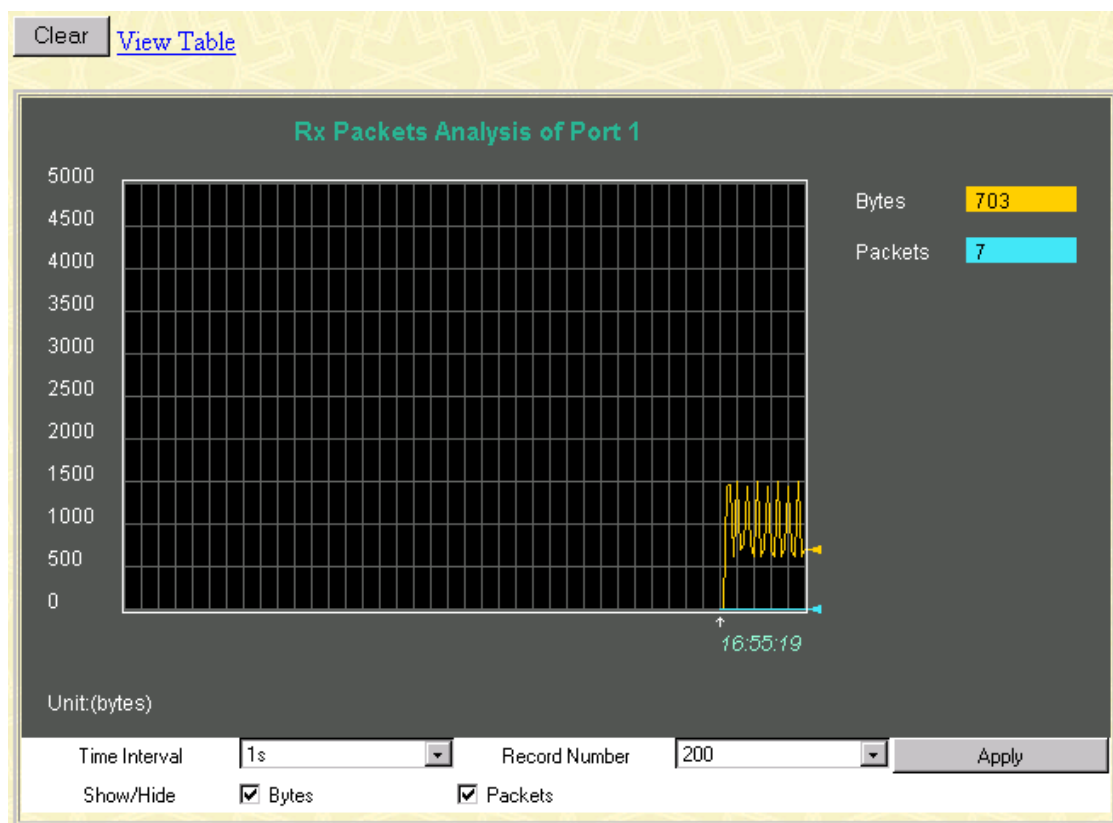 Clear View Table
Rx Packets Analysis of Port 1
5000
4500
4000
3500
3000
2500
2000
1500
1000
500
0
Bytes 703
Packets 7
16:55:19
Unit:(bytes)
Time Interval 1s Record Number 200 Apply
Show/Hide Bytes Packets